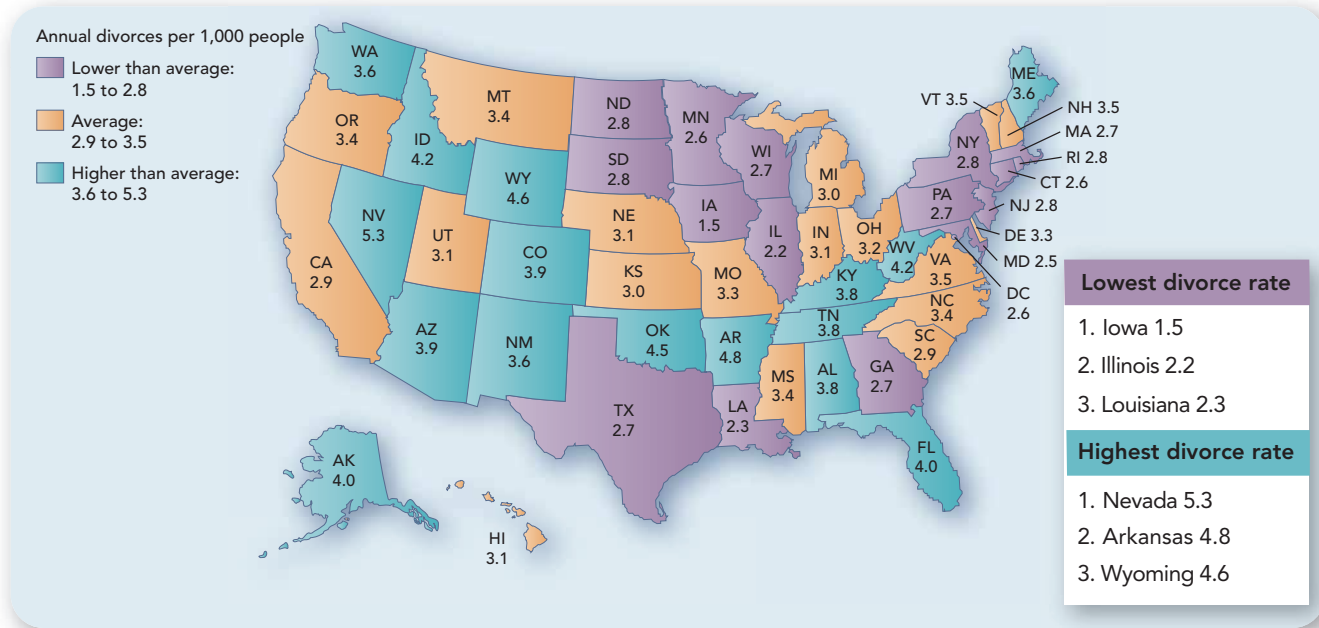 Annual divorces per 1,000 people
Lower than average:
1.5 to 2.8
Average:
2.9 to 3.5
Higher than average:
3.6 to 5.3
WA
3.6
OR
3.4
CA
2.9
ID
4.2
NV
5.3
MT
3.4
WY
4.6
UT
3.1
CO
3.9
AZ
3.9
NM
3.6
ND
2.8
SD
2.8
NE
3.1
KS
3.0
OK
4.5
TX
2.7
MN
2.6
IA
1.5
MO
3.3
AR
4.8
LA
2.3
WI
2.7
IL
2.2
MS
3.4
MI
3.0
IN
3.1
OH
3.2
KY
3.8
TN
3.8
AL
3.8
GA
2.7
FL
4.0
SC
2.9
NC
3.4
VA
3.5
WV
4.2
PA
2.7
NY
2.8
ME
3.6
VT 3.5
NH 3.5
MA 2.7
RI 2.8
CT 2.6
NJ 2.8
DE 3.3
MD 2.5
DC
2.6
AK
4.0
HI
3.1
Lowest divorce rate
1. Iowa 1.5
2. Illinois 2.2
3. Louisiana 2.3
Highest divorce rate
1. Nevada 5.3
2. Arkansas 4.8
3. Wyoming 4.6